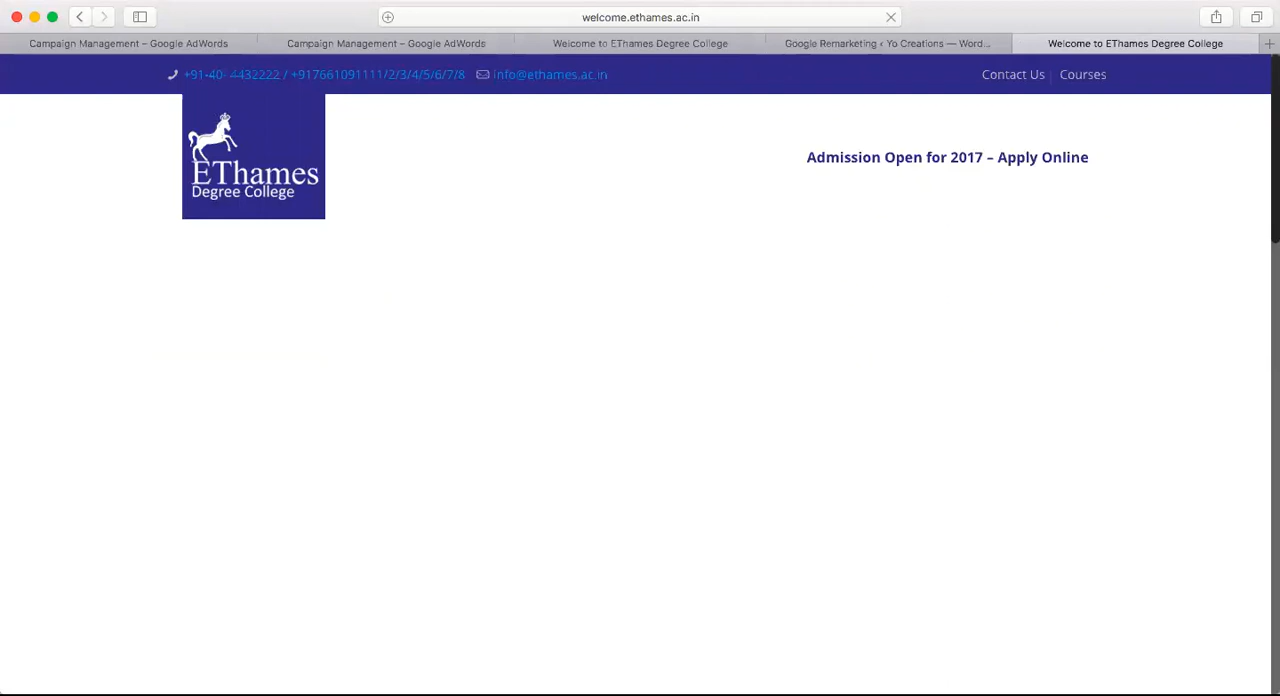 welcome.ethames.ac.in
Campaign Management – Google AdWords
Campaign Management – Google AdWords
Welcome to EThames Degree College
Google Remarketing ‹ Yo Creations — Word...
Welcome to EThames Degree College
+91-40- 4432222 / +917661091111/2/3/4/5/6/7/8
info@ethames.ac.in
Contact Us
Courses
EThames
Degree College
Admission Open for 2017 – Apply Online